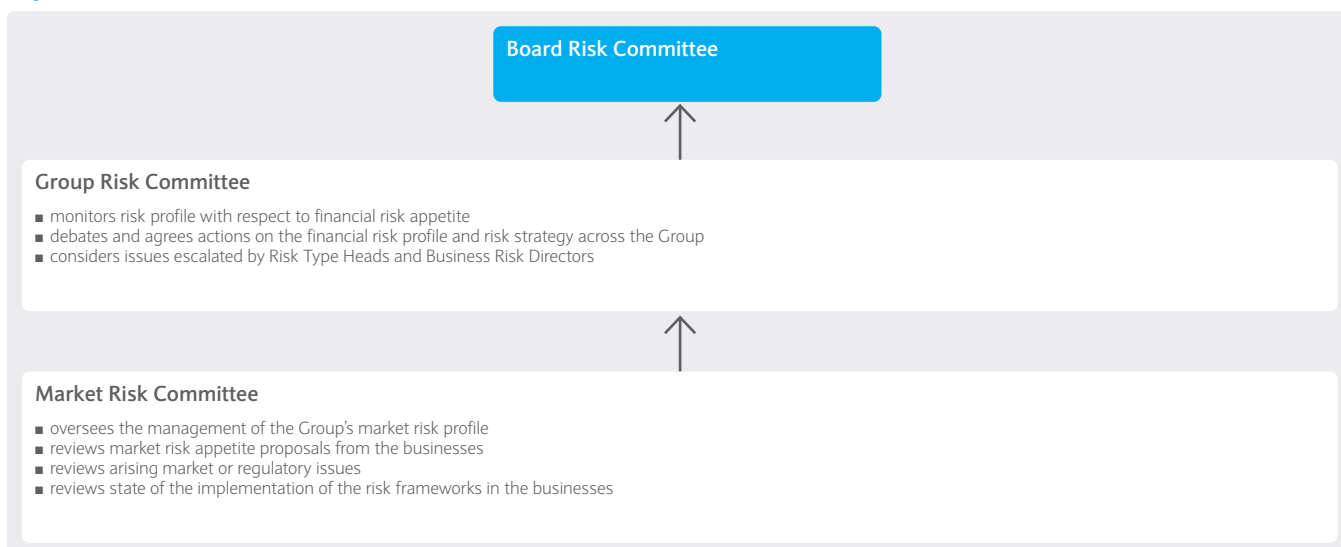 Board Risk Committee
Group Risk Committee
■ monitors risk profile with respect to financial risk appetite
■ debates and agrees actions on the financial risk profile and risk strategy across the Group
■ considers issues escalated by Risk Type Heads and Business Risk Directors
Market Risk Committee
■ oversees the management of the Group’s market risk profile
■ reviews market risk appetite proposals from the businesses
■ reviews arising market or regulatory issues
■ reviews state of the implementation of the risk frameworks in the businesses